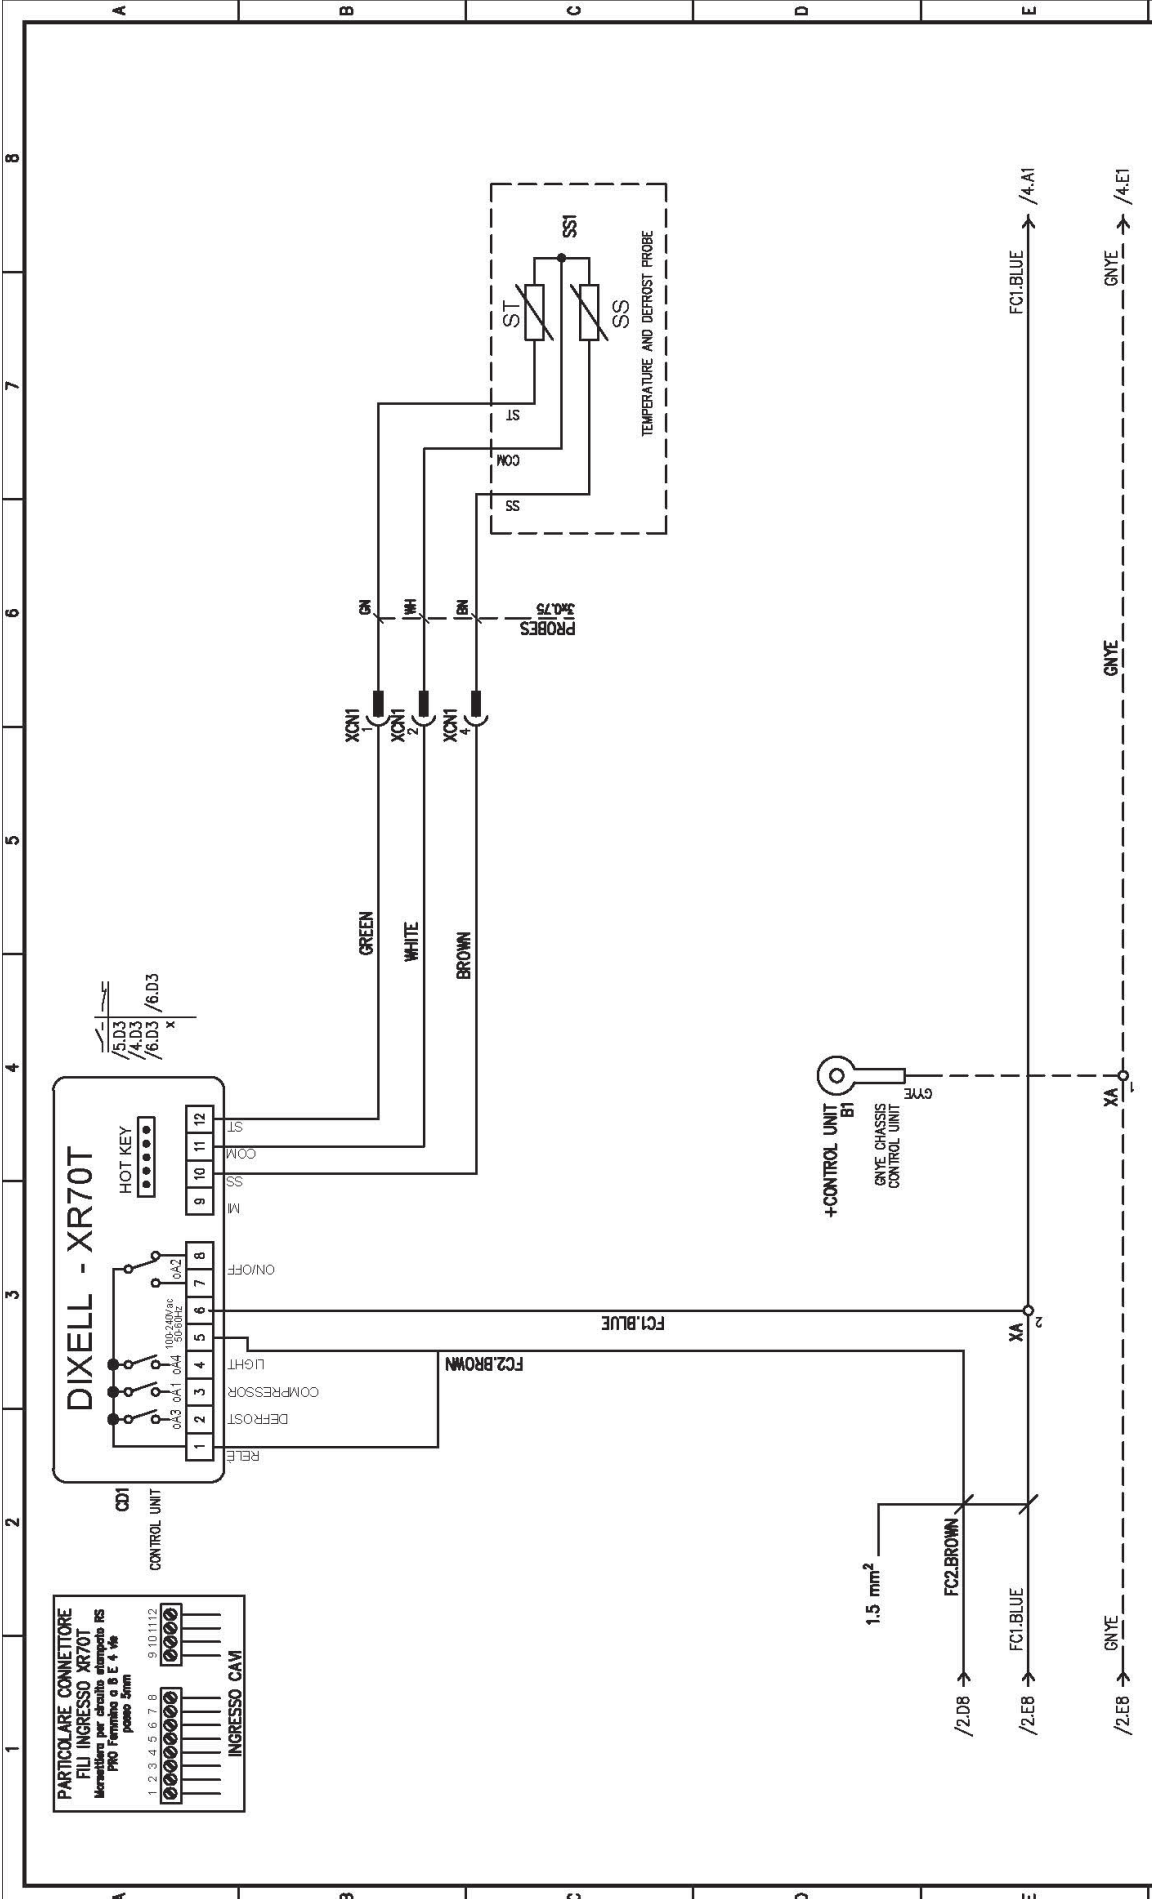 A
B
C
D
E
8
7
6
5
4
3
2
1
A
B
C
D
E
PARTICOLARE CONNETTORE
FILI INGRESSO XR70T
Morsettiera per circuito stampato RS
PRO Femmina a 8 E 4 vie
passo 5mm
1 2 3 4 5 6 7 8
9 10 11 12
INGRESSO CAVI
CD1
CONTROL UNIT
DIXELL - XR70T
HOT KEY
oA3
oA1
oA4
100-240Vac
50-60Hz
oA2
1 2 3 4 5 6 7 8
9 10 11 12
RELÈ
DEFROST
COMPRESSOR
LIGHT
ON/OFF
MI
SS
COM
ST
/5.D3
/4.D3
/6.D3
/6.D3
x
GREEN
WHITE
BROWN
XCN1
1
XCN1
2
XCN1
4
GN
WH
BN
PROBES
3x0.75
ST
COM
SS
ST
SS
SS1
TEMPERATURE AND DEFROST PROBE
FC2.BROWN
FC1.BLUE
+CONTROL UNIT
B1
GNYE CHASSIS
CONTROL UINIT
GYYE
1.5 mm²
/2.D8
FC2.BROWN
/2.E8
FC1.BLUE
XA
2
FC1.BLUE
/4.A1
/2.E8
GNYE
XA
1
GNYE
GNYE
/4.E1